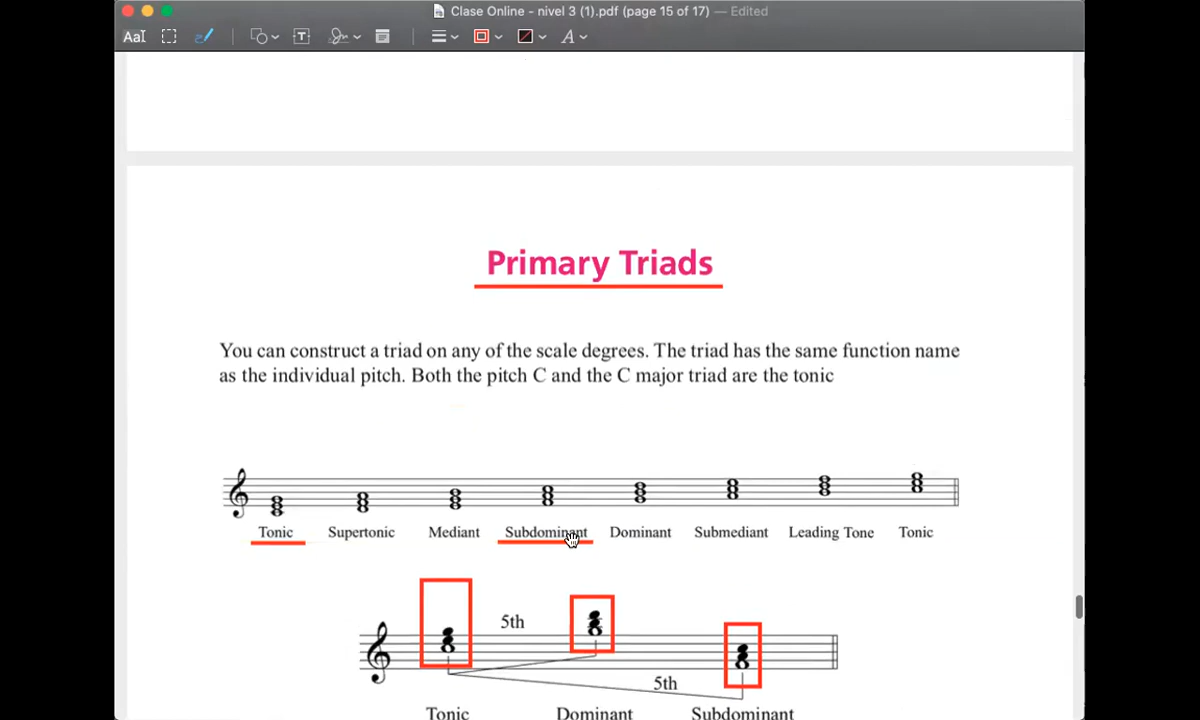 Clase Online - nivel 3 (1).pdf (page 15 of 17) — Edited
AaI T A
Primary Triads
You can construct a triad on any of the scale degrees. The triad has the same function name
as the individual pitch. Both the pitch C and the C major triad are the tonic
Tonic Supertonic Mediant Subdominant Dominant Submediant Leading Tone Tonic
5th
5th
Tonic Dominant Subdominant